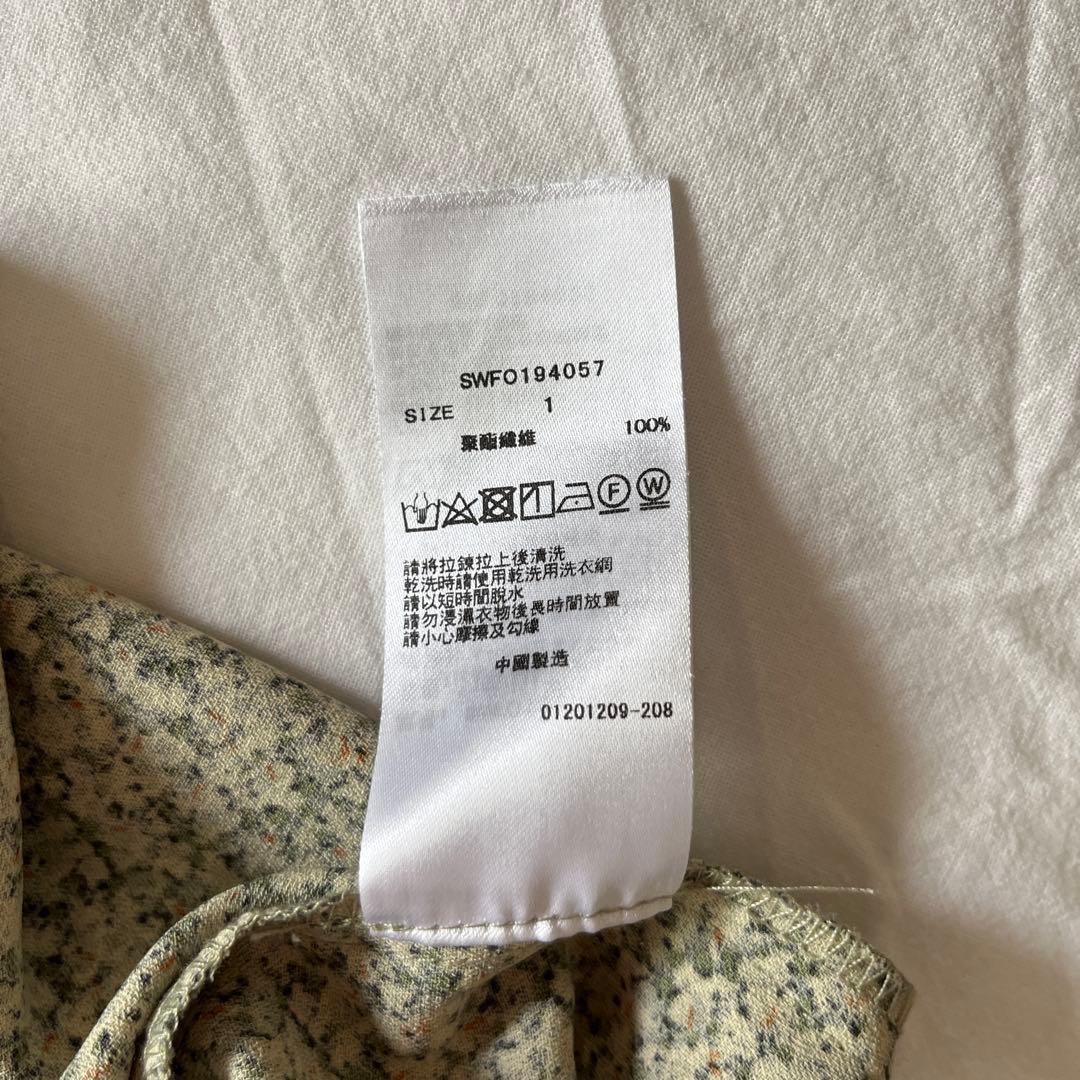 SWF0194057
SIZE 1
聚酯纖維 100%
F W
請將拉鍊拉上後清洗
乾洗時請使用乾洗用洗衣網
請以短時間脫水
請勿浸濕衣物後長時間放置
請小心摩擦及勾線
中國製造
01201209-208